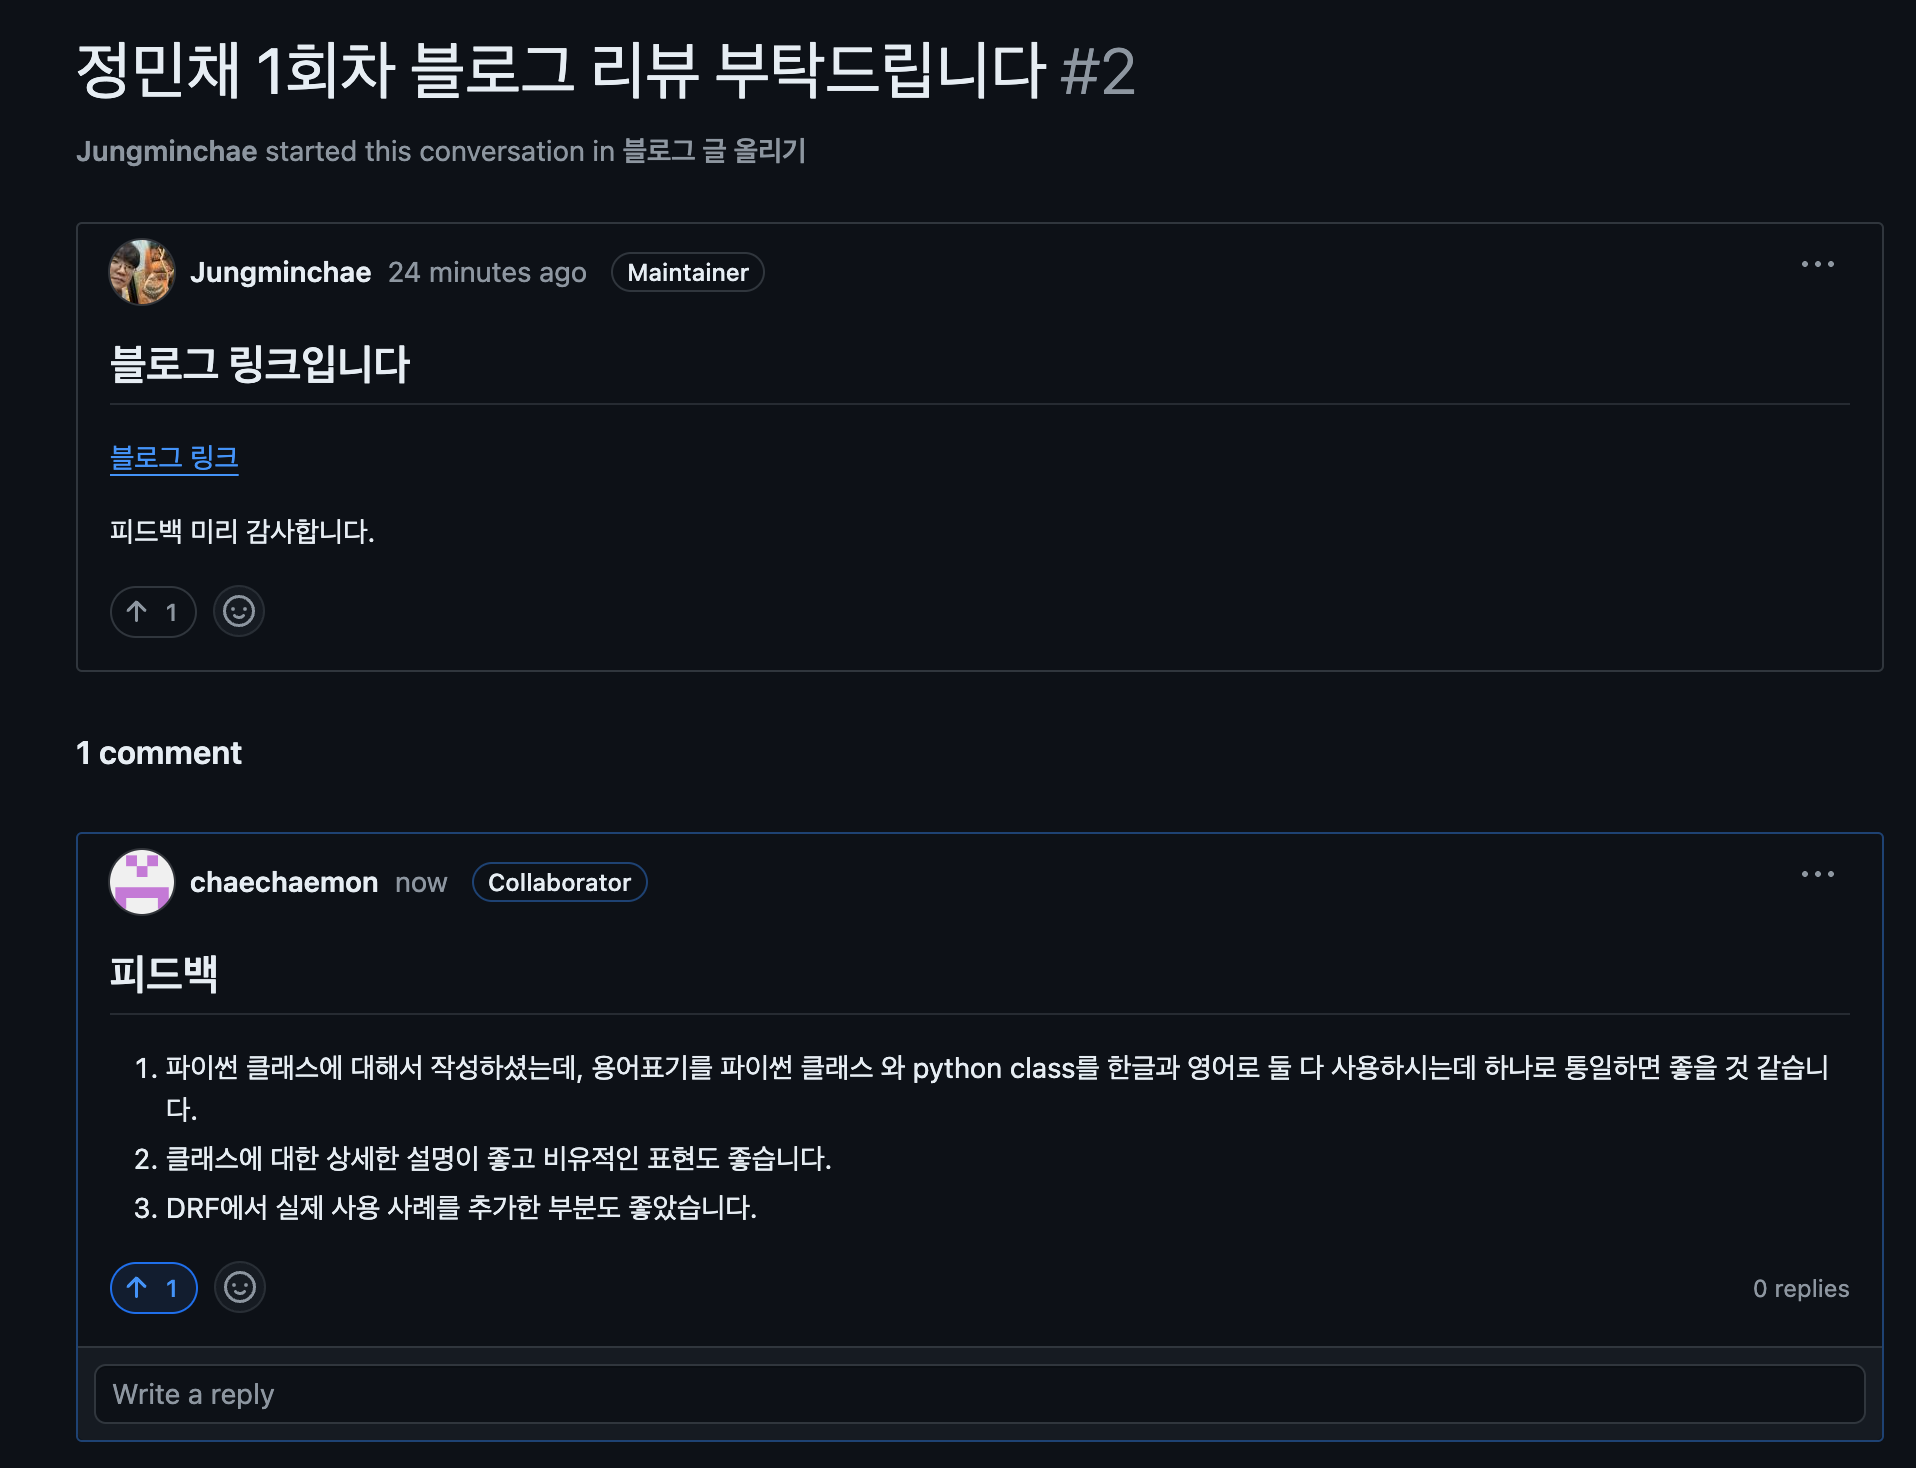 정민채 1회차 블로그 리뷰 부탁드립니다 #2
Jungminchae started this conversation in 블로그 글 올리기
Jungminchae 24 minutes ago Maintainer
블로그 링크입니다
블로그 링크
피드백 미리 감사합니다.
1
1 comment
chaechaemon now Collaborator
피드백
1. 파이썬 클래스에 대해서 작성하셨는데, 용어표기를 파이썬 클래스 와 python class를 한글과 영어로 둘 다 사용하시는데 하나로 통일하면 좋을 것 같습니
다.
2. 클래스에 대한 상세한 설명이 좋고 비유적인 표현도 좋습니다.
3. DRF에서 실제 사용 사례를 추가한 부분도 좋았습니다.
1
0 replies
Write a reply